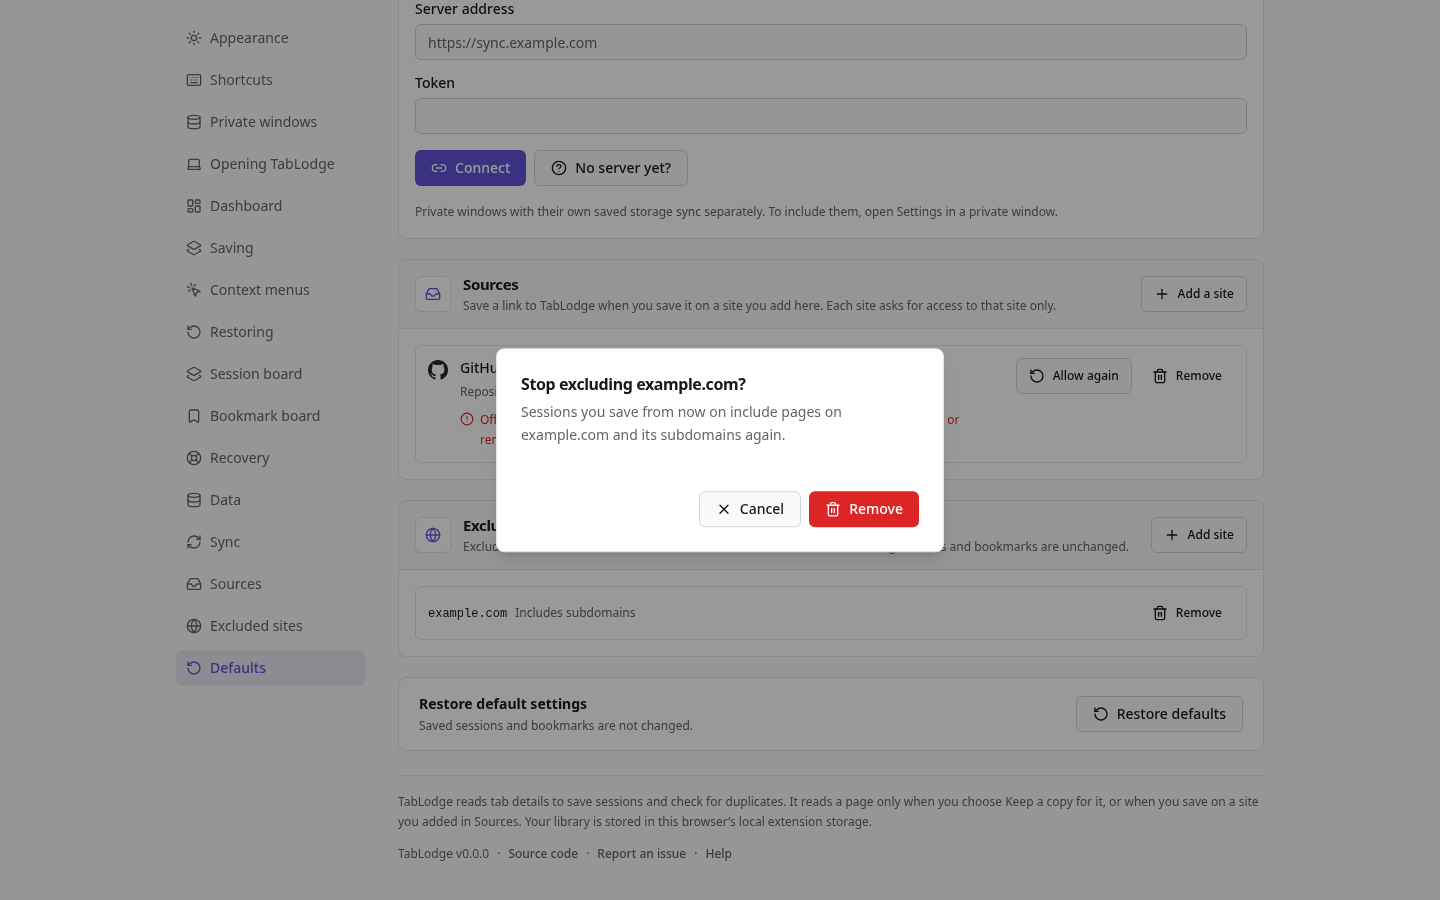 Server address
https://sync.example.com
Token
Connect
No server yet?
Private windows with their own saved storage sync separately. To include them, open Settings in a private window.
Appearance
Shortcuts
Private windows
Opening TabLodge
Dashboard
Saving
Context menus
Restoring
Session board
Bookmark board
Recovery
Data
Sync
Sources
Excluded sites
Defaults
Sources
Save a link to TabLodge when you save it on a site you add here. Each site asks for access to that site only.
Add a site
Allow again
Remove
or
Stop excluding example.com?
Sessions you save from now on include pages on
example.com and its subdomains again.
Cancel
Remove
s and bookmarks are unchanged.
Add site
example.com Includes subdomains
Remove
Restore default settings
Saved sessions and bookmarks are not changed.
Restore defaults
TabLodge reads tab details to save sessions and check for duplicates. It reads a page only when you choose Keep a copy for it, or when you save on a site
you added in Sources. Your library is stored in this browser’s local extension storage.
TabLodge v0.0.0 · Source code · Report an issue · Help